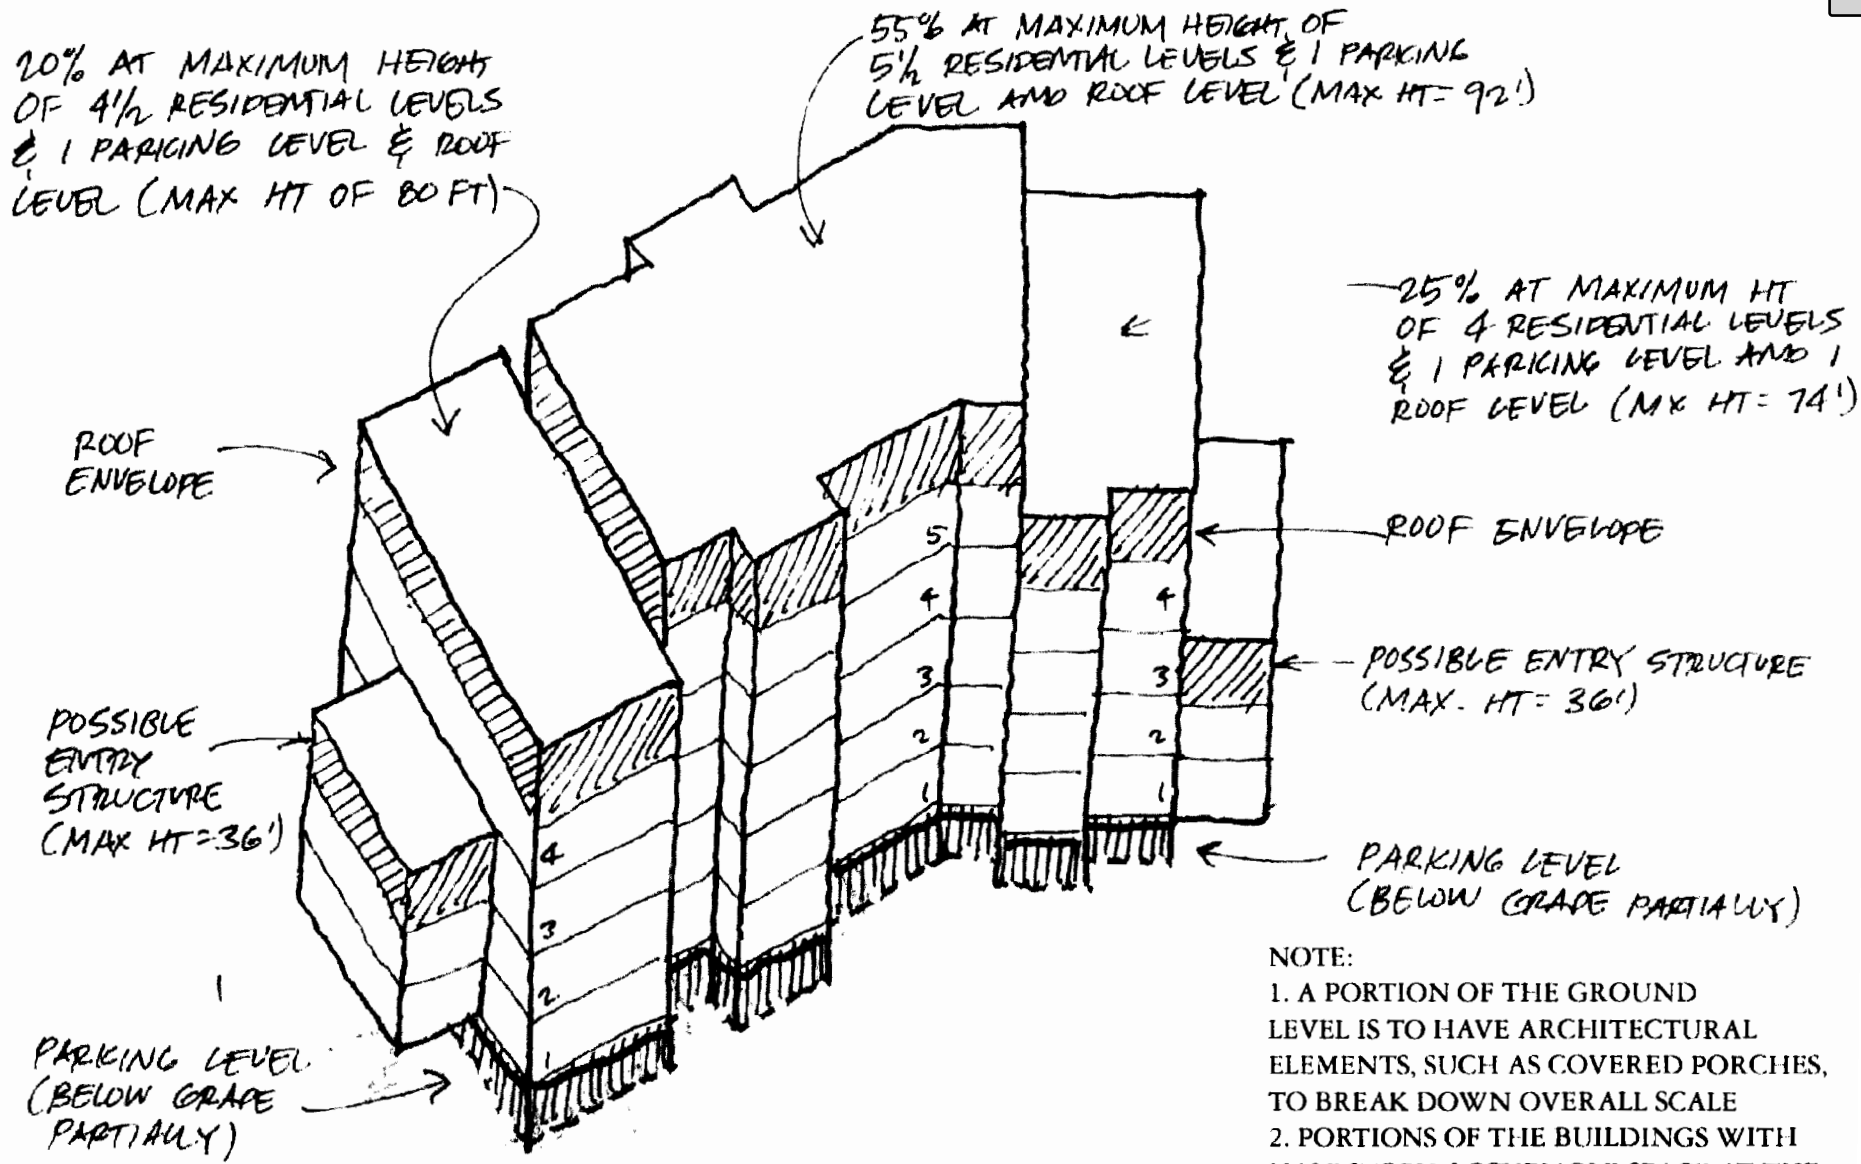 20% AT MAXIMUM HEIGHT
OF 4 1/2 RESIDENTIAL LEVELS
& 1 PARKING LEVEL & ROOF
LEVEL (MAX HT OF 80 FT)
55% AT MAXIMUM HEIGHT OF
5 1/2 RESIDENTIAL LEVELS & 1 PARKING
LEVEL AND ROOF LEVEL (MAX HT= 92')
25% AT MAXIMUM HT
OF 4 RESIDENTIAL LEVELS
& 1 PARKING LEVEL AND 1
ROOF LEVEL (MX HT= 74')
ROOF
ENVELOPE
ROOF ENVELOPE
POSSIBLE ENTRY STRUCTURE
(MAX. HT= 36')
POSSIBLE
ENTRY
STRUCTURE
(MAX HT=36')
5
4
3
2
1
4
3
2
1
4
3
2
1
PARKING LEVEL
(BELOW GRADE PARTIALLY)
PARKING LEVEL
(BELOW GRADE
PARTIALLY)
NOTE:
1. A PORTION OF THE GROUND
LEVEL IS TO HAVE ARCHITECTURAL
ELEMENTS, SUCH AS COVERED PORCHES,
TO BREAK DOWN OVERALL SCALE
2. PORTIONS OF THE BUILDINGS WITH